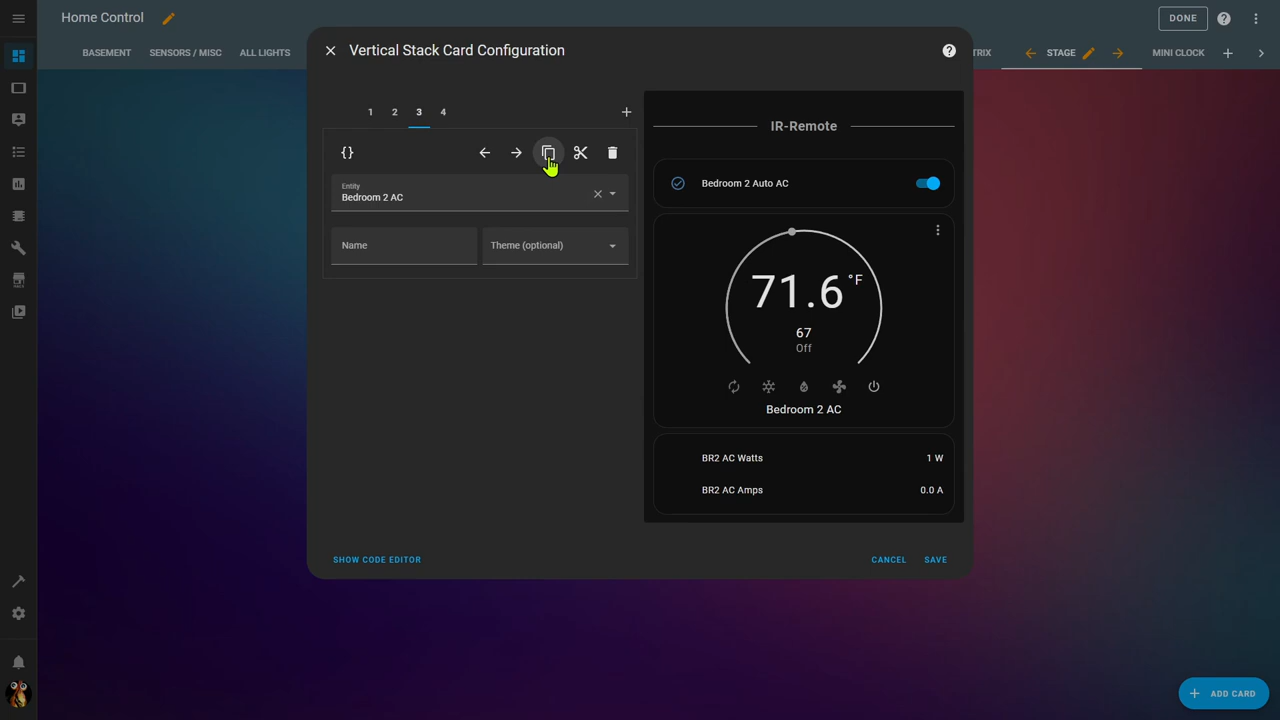 Home Control
DONE
BASEMENT
SENSORS / MISC
ALL LIGHTS
TRIX
STAGE
MINI CLOCK
Vertical Stack Card Configuration
1
2
3
4
{}
Entity
Bedroom 2 AC
Name
Theme (optional)
IR-Remote
Bedroom 2 Auto AC
71.6 °F
67
Off
Bedroom 2 AC
BR2 AC Watts
1 W
BR2 AC Amps
0.0 A
SHOW CODE EDITOR
CANCEL
SAVE
ADD CARD